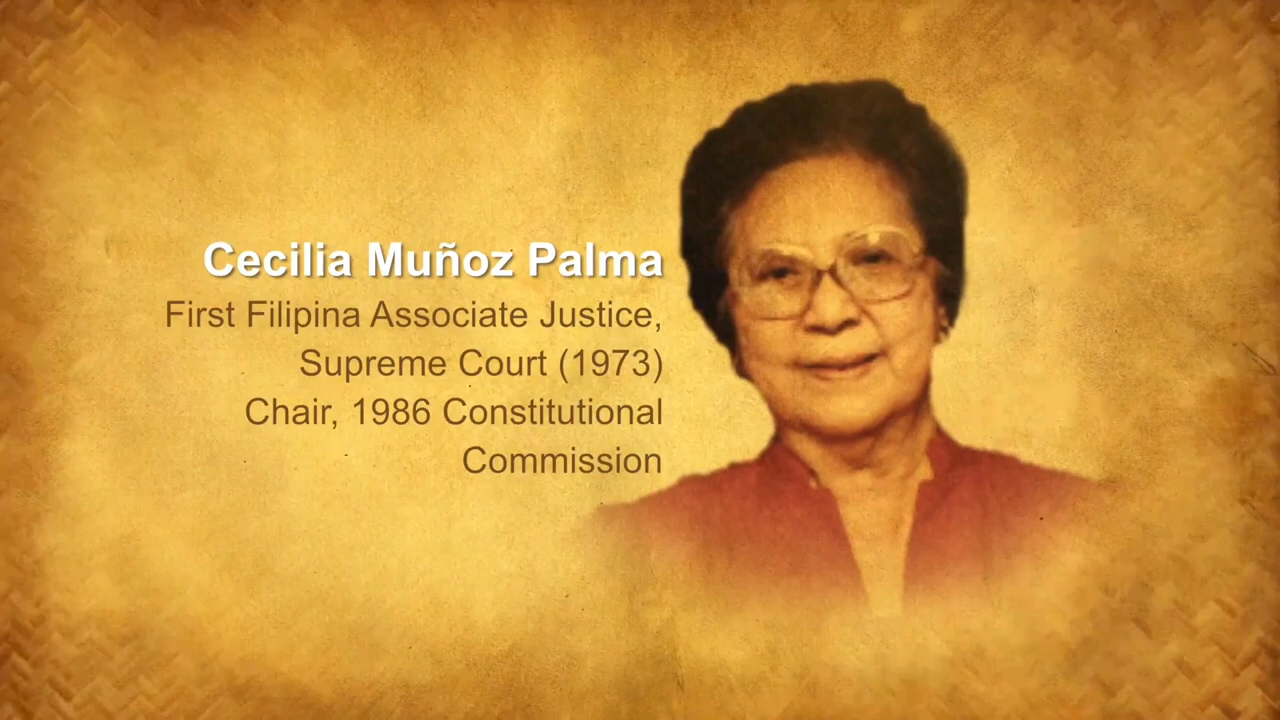 Cecilia Muñoz Palma
First Filipina Associate Justice,
Supreme Court (1973)
Chair, 1986 Constitutional
Commission